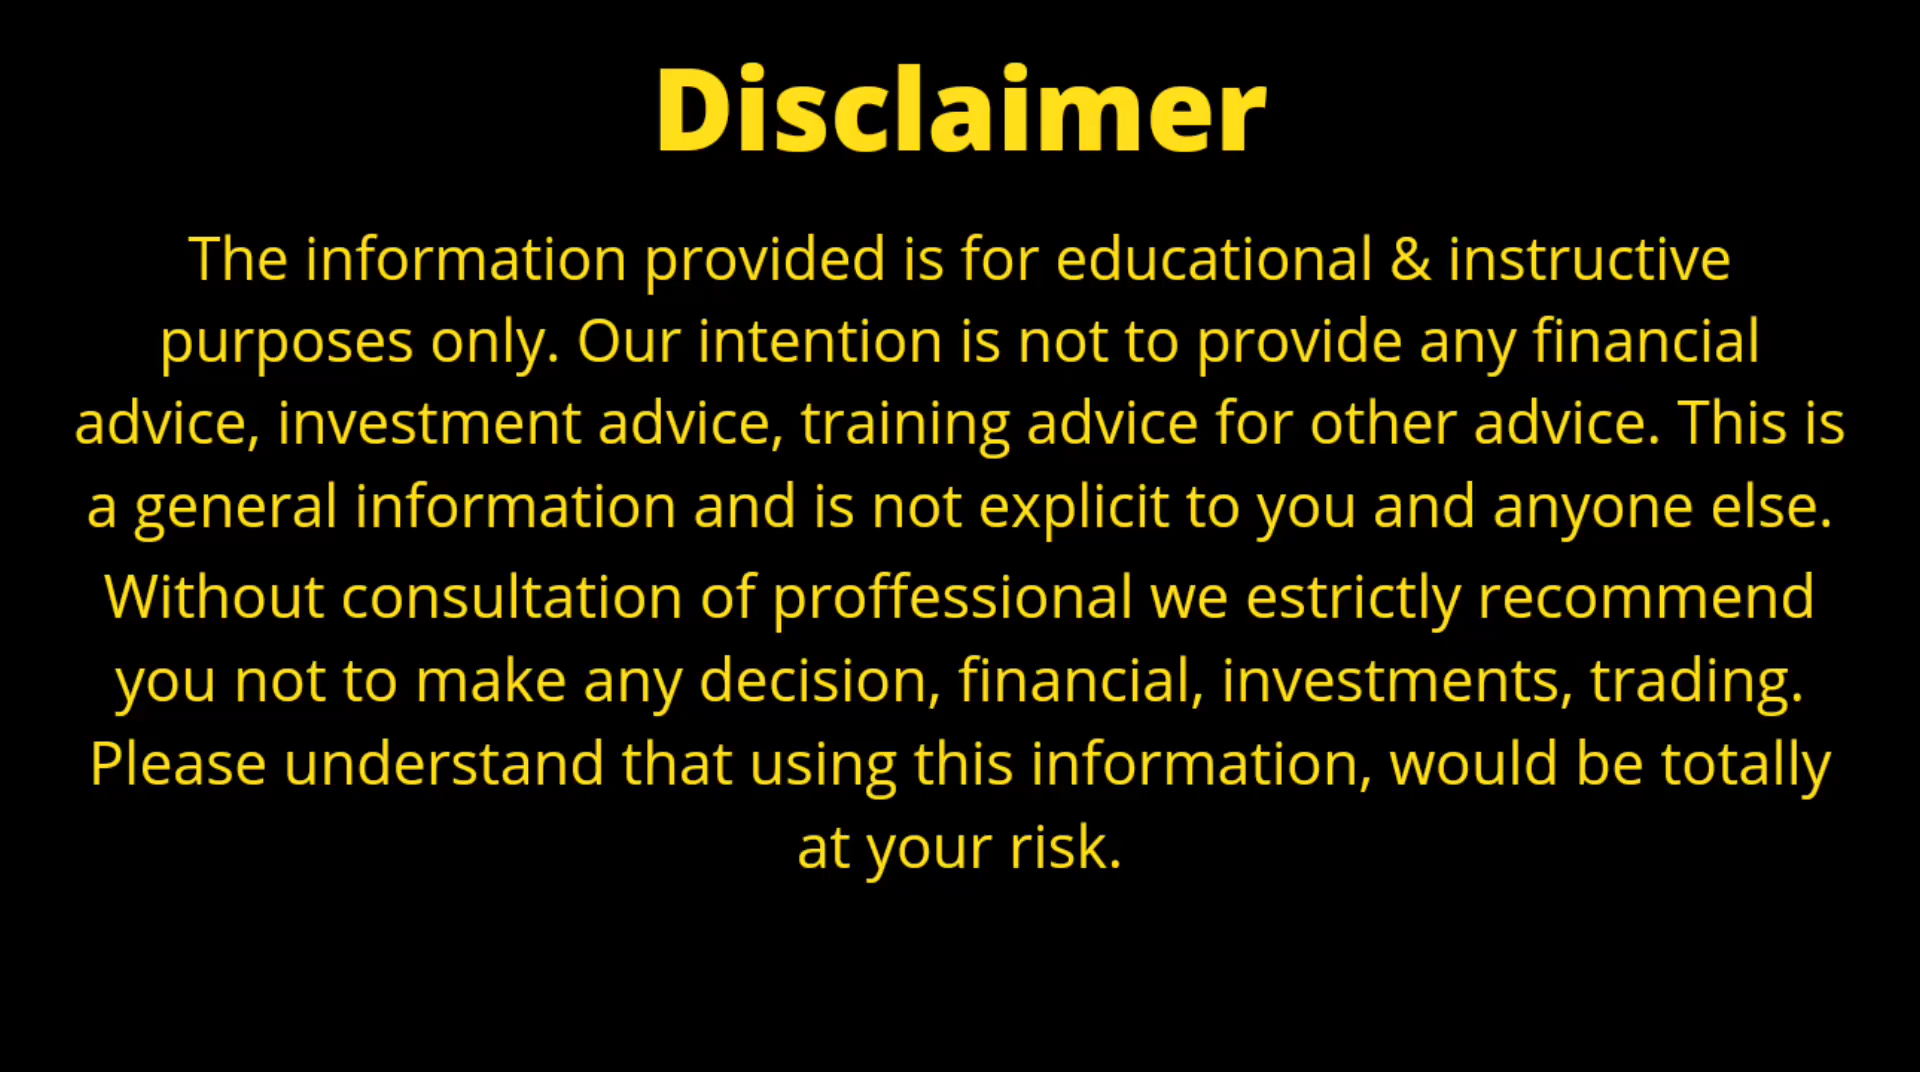 Disclaimer
The information provided is for educational & instructive
purposes only. Our intention is not to provide any financial
advice, investment advice, training advice for other advice. This is
a general information and is not explicit to you and anyone else.
Without consultation of proffessional we estrictly recommend
you not to make any decision, financial, investments, trading.
Please understand that using this information, would be totally
at your risk.